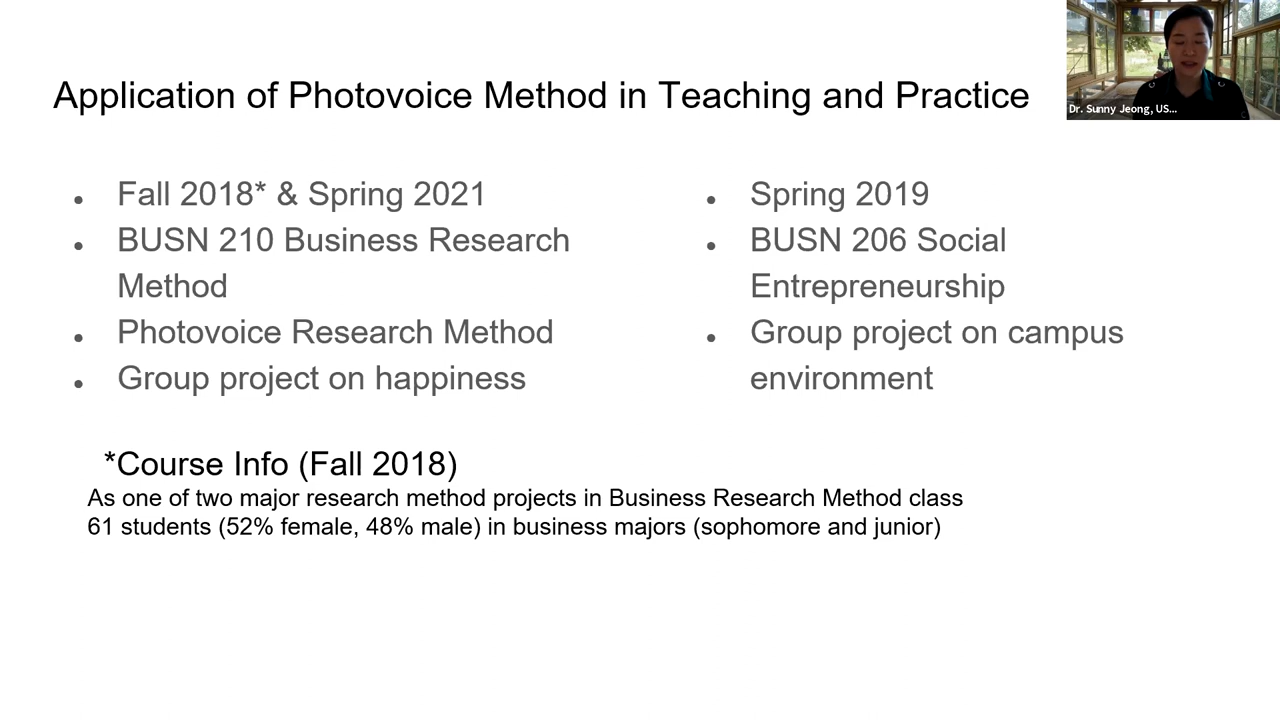 Application of Photovoice Method in Teaching and Practice
Dr. Sunny Jeong, US...
• Fall 2018* & Spring 2021
• BUSN 210 Business Research
Method
• Photovoice Research Method
• Group project on happiness
• Spring 2019
• BUSN 206 Social
Entrepreneurship
• Group project on campus
environment
*Course Info (Fall 2018)
As one of two major research method projects in Business Research Method class
61 students (52% female, 48% male) in business majors (sophomore and junior)